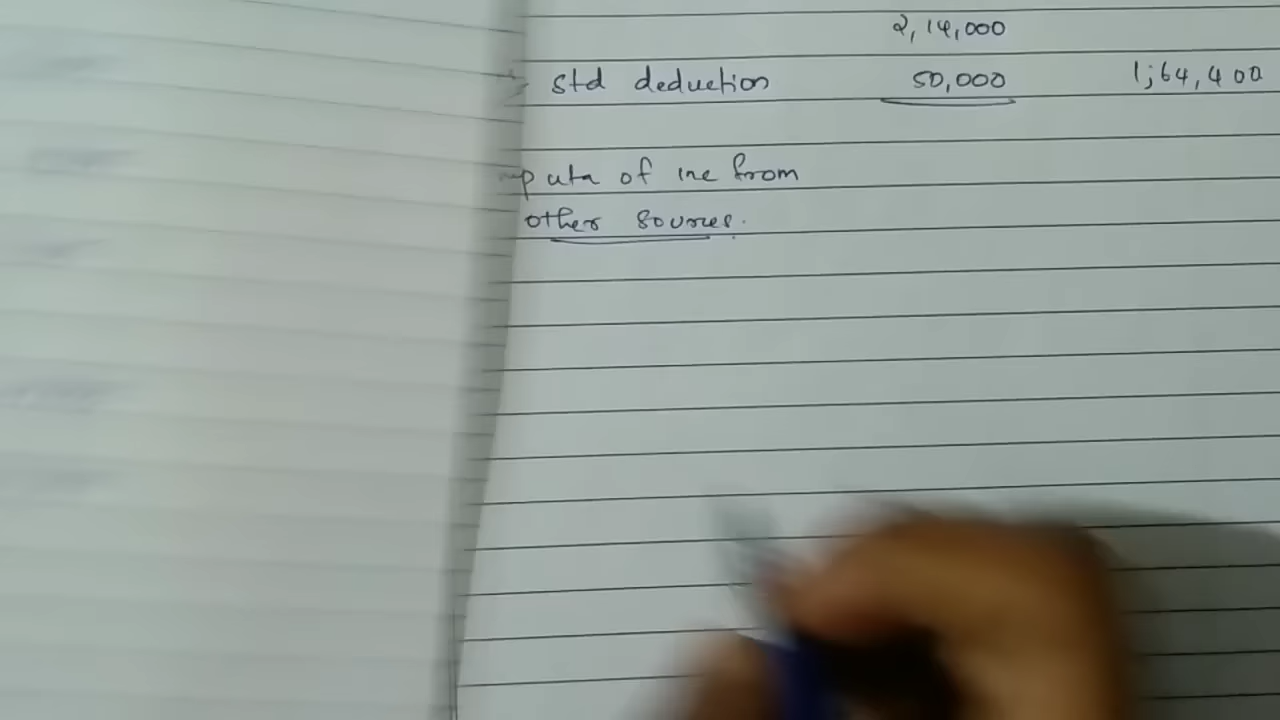 2,14,000
std deduction 50,000 1,64,400
puta of inc from
other sources.